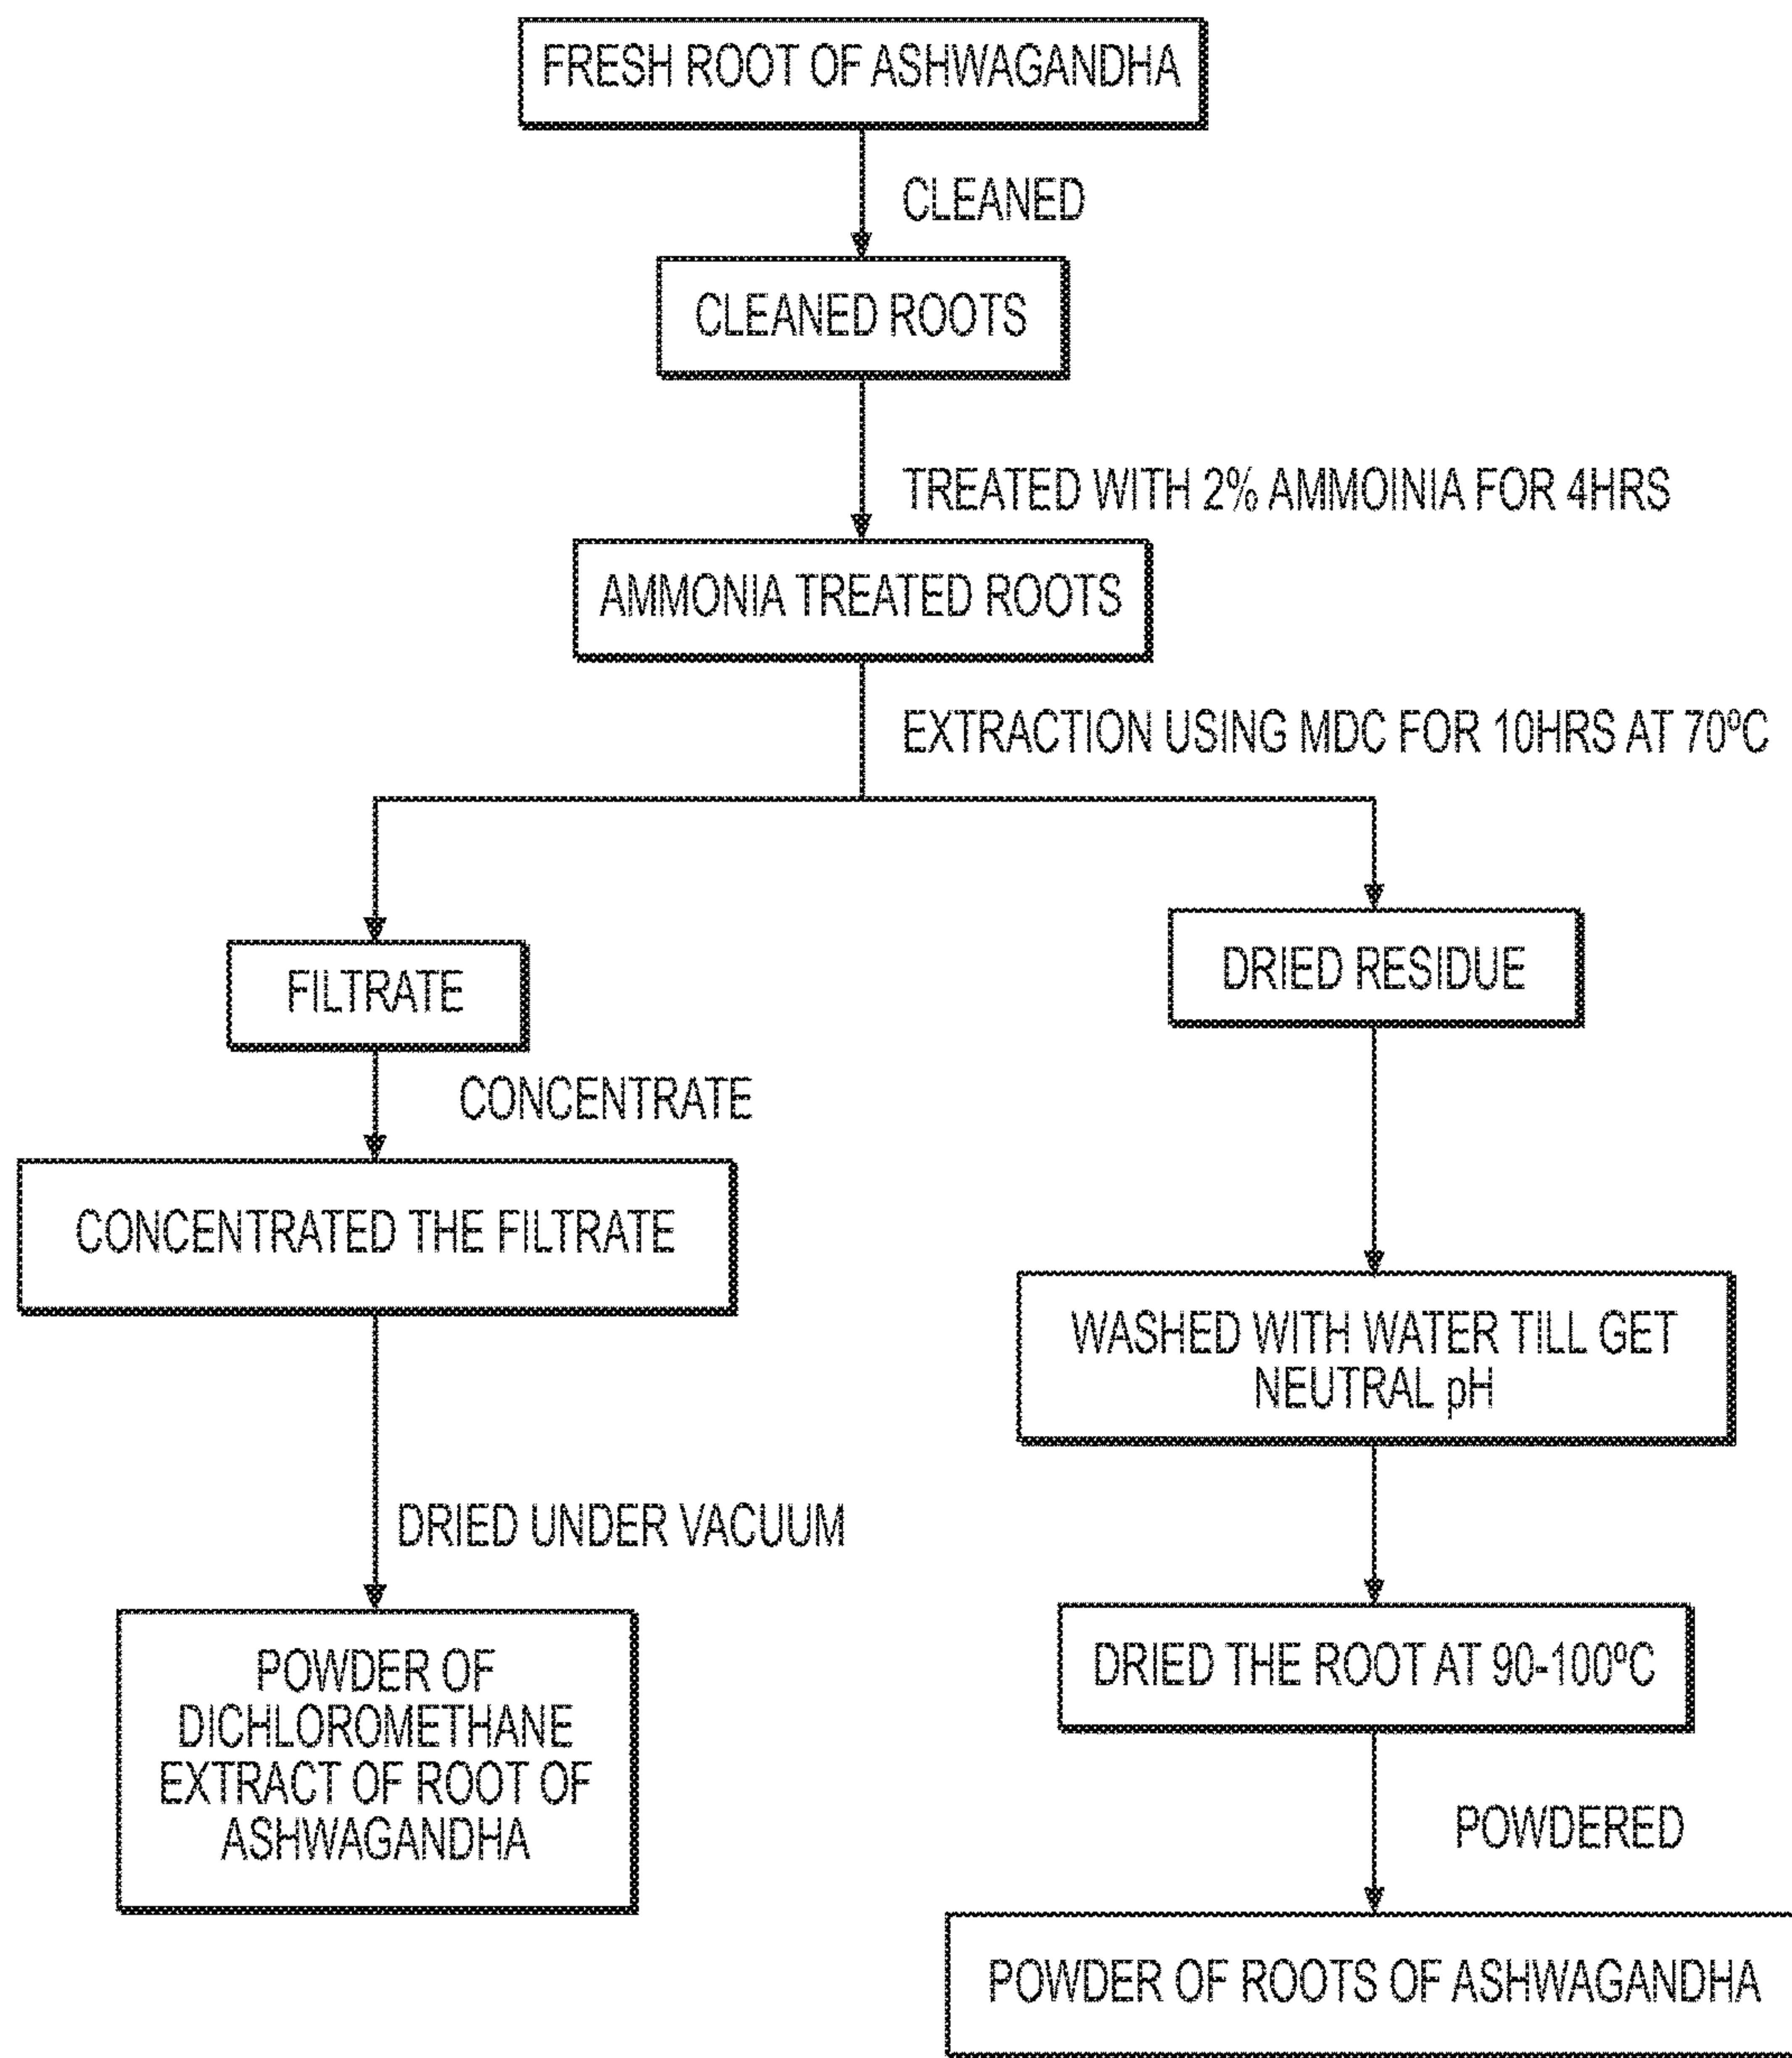 FRESH ROOT OF ASHWAGANDHA
CLEANED
CLEANED ROOTS
TREATED WITH 2% AMMOINIA FOR 4HRS
AMMONIA TREATED ROOTS
EXTRACTION USING MDC FOR 10HRS AT 70ºC
FILTRATE
CONCENTRATE
CONCENTRATED THE FILTRATE
DRIED UNDER VACUUM
POWDER OF
DICHLOROMETHANE
EXTRACT OF ROOT OF
ASHWAGANDHA
DRIED RESIDUE
WASHED WITH WATER TILL GET
NEUTRAL pH
DRIED THE ROOT AT 90-100ºC
POWDERED
POWDER OF ROOTS OF ASHWAGANDHA